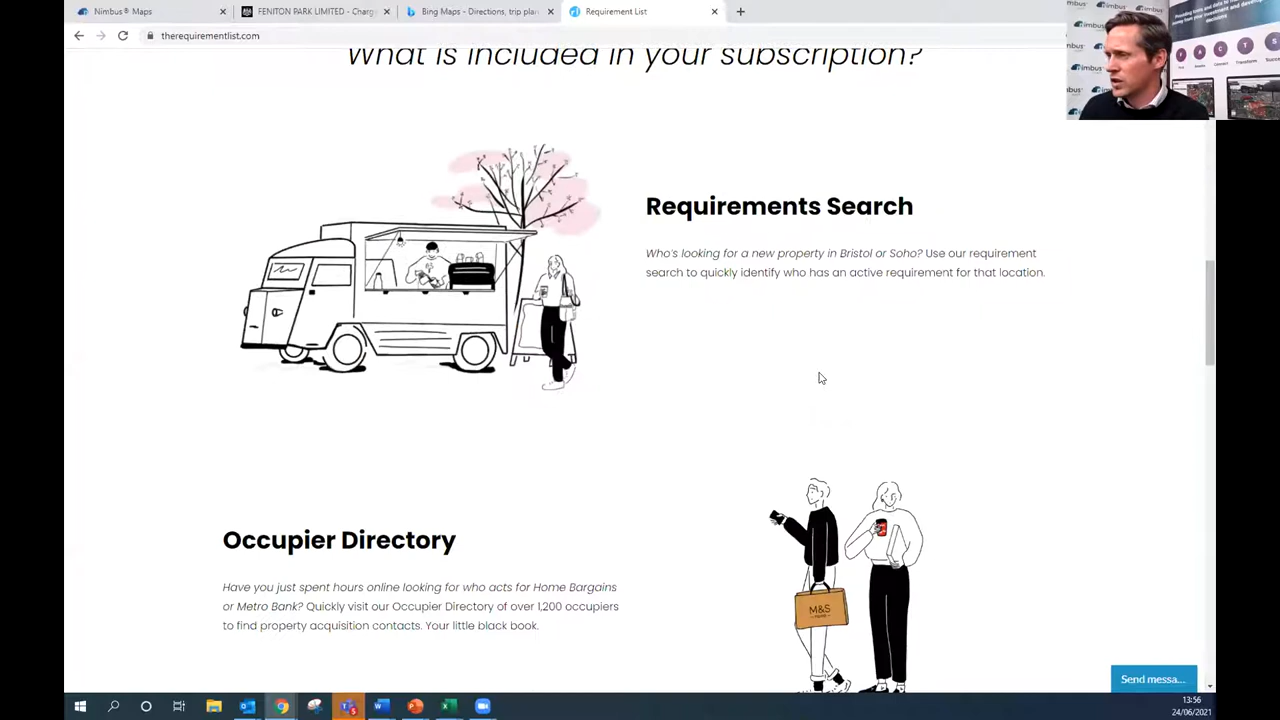 Nimbus® Maps
FENITON PARK LIMITED - Charg
Bing Maps - Directions, trip plan
Requirement List
therequirementlist.com
What is included in your subscription?
Requirements Search
Who's looking for a new property in Bristol or Soho? Use our requirement
search to quickly identify who has an active requirement for that location.
Occupier Directory
Have you just spent hours online looking for who acts for Home Bargains
or Metro Bank? Quickly visit our Occupier Directory of over 1,200 occupiers
to find property acquisition contacts. Your little black book.
M&S
Send messa...
13:56
24/06/2021
Nimbus
Nimbus